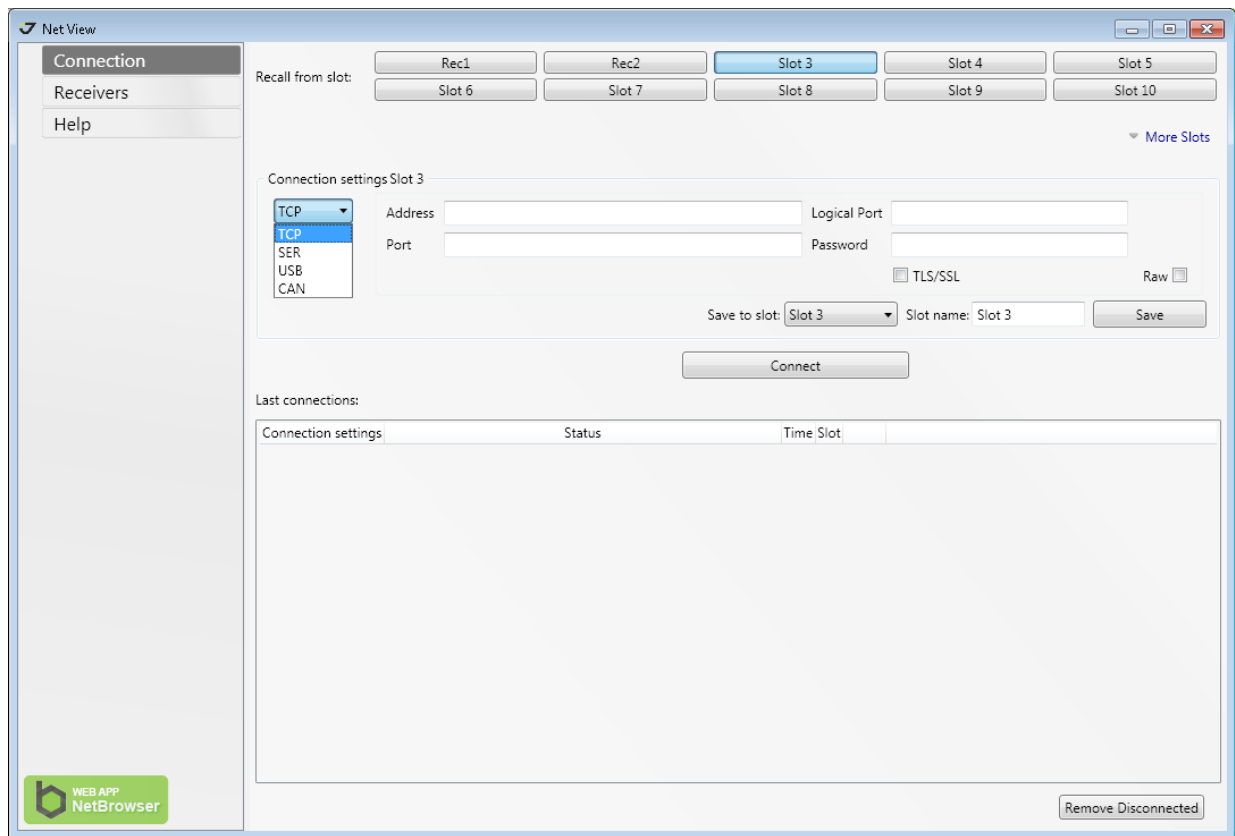 Net View
Connection
Receivers
Help
Recall from slot:
Rec1 Rec2 Slot 3 Slot 4 Slot 5
Slot 6 Slot 7 Slot 8 Slot 9 Slot 10
More Slots
Connection settings Slot 3
TCP Address Logical Port
TCP
SER Port Password
USB TLS/SSL Raw
CAN
Save to slot: Slot 3 Slot name: Slot 3 Save
Connect
Last connections:
Connection settings Status Time Slot
WEB APP
NetBrowser
Remove Disconnected